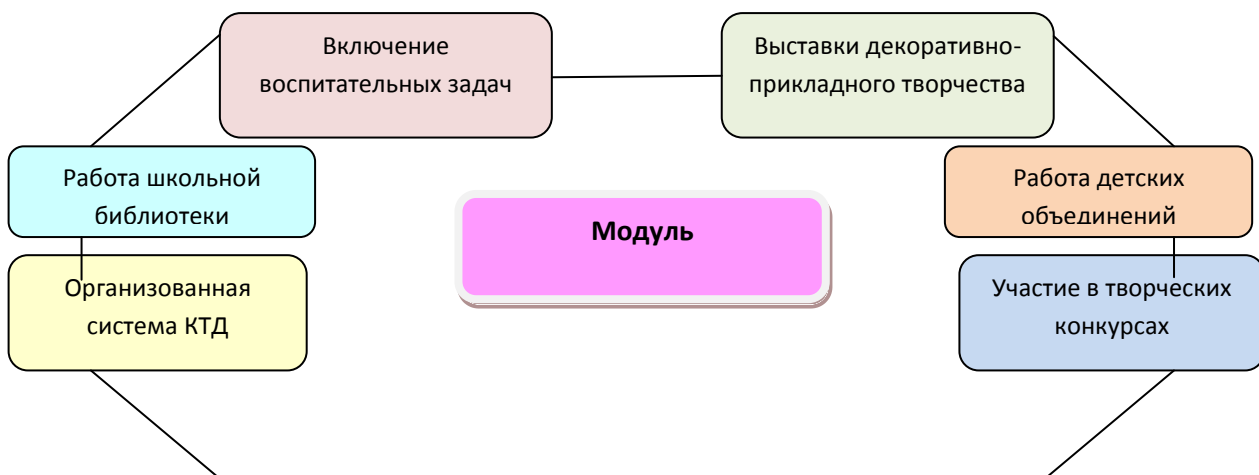 Включение
воспитательных задач
Выставки декоративно-
прикладного творчества
Работа школьной
библиотеки
Модуль
Работа детских
объединений
Организованная
система КТД
Участие в творческих
конкурсах